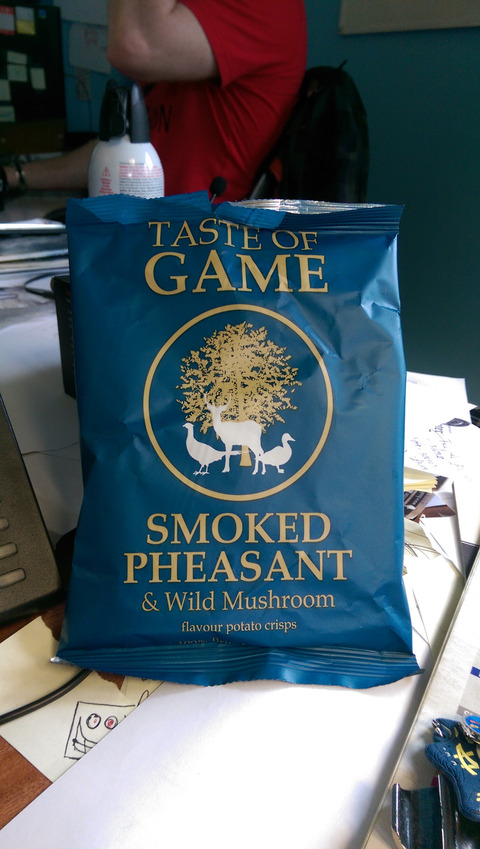 TASTE OF
GAME
SMOKED
PHEASANT
& Wild Mushroom
flavour potato crisps